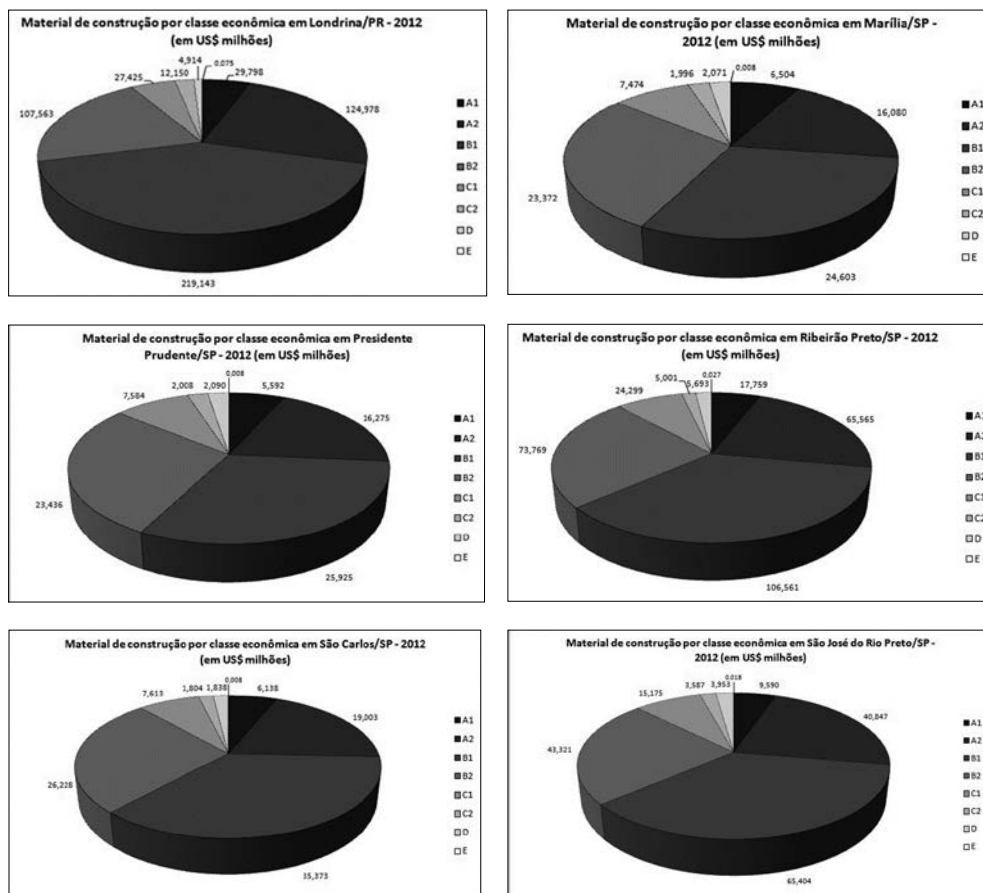 Material de construção por classe econômica em Londrina/PR - 2012
(em US$ milhões)
0,075
4,914
29,798
12,150
27,425
124,978
107,563
219,143
A1
A2
B1
B2
C1
C2
D
E
Material de construção por classe econômica em Marília/SP -
2012 (em US$ milhões)
0,008
1,996
2,071
6,504
7,474
16,080
23,372
24,603
A1
A2
B1
B2
C1
C2
D
E
Material de construção por classe econômica em Presidente
Prudente/SP - 2012 (em US$ milhões)
0,008
2,008
2,090
5,592
7,584
16,275
23,436
25,925
A1
A2
B1
B2
C1
C2
D
E
Material de construção por classe econômica em Ribeirão Preto/SP - 2012
(em US$ milhões)
0,027
5,001
5,693
17,759
24,299
65,565
73,769
106,561
A1
A2
B1
B2
C1
C2
D
E
Material de construção por classe econômica em São Carlos/SP - 2012
(em US$ milhões)
0,008
1,804
1,838
6,138
7,613
19,003
26,228
35,373
A1
A2
B1
B2
C1
C2
D
E
Material de construção por classe econômica em São José do Rio Preto/SP -
2012 (em US$ milhões)
0,018
3,587
3,953
9,590
15,175
40,847
43,321
65,404
A1
A2
B1
B2
C1
C2
D
E